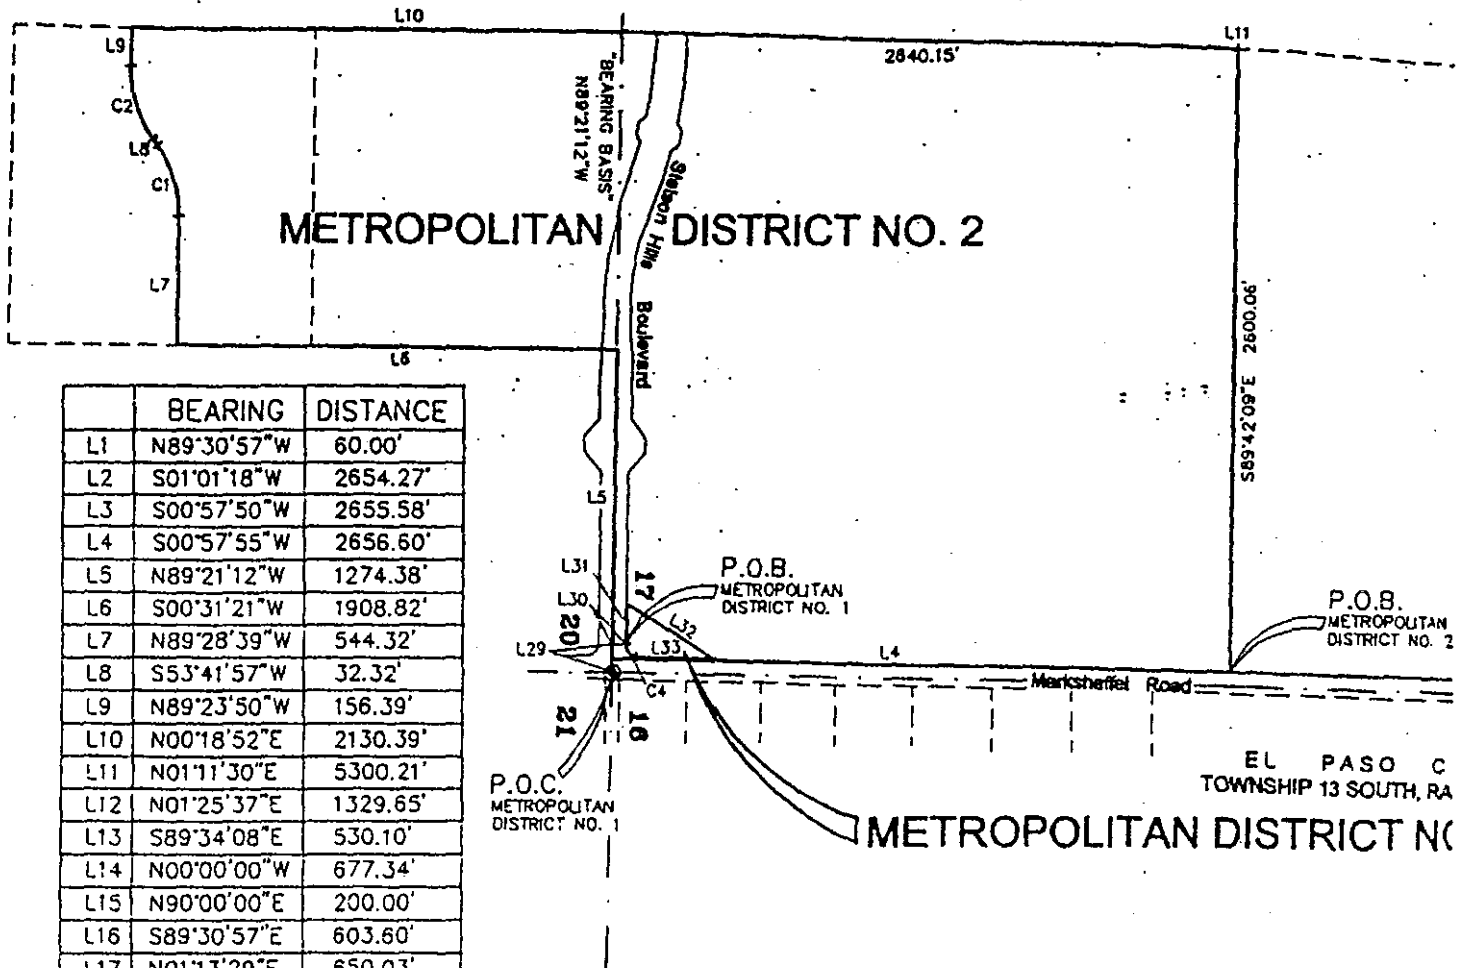 L10
L11
L9
2640.15'
"BEARING BASIS"
N89°21'12"W
C2
L8
C1
Stetson Hills
Boulevard
METROPOLITAN DISTRICT NO. 2
L7
S89°42'09"E 2600.06'
L6
BEARING DISTANCE
L1 N89°30'57"W 60.00'
L2 S01°01'18"W 2654.27'
L3 S00°57'50"W 2655.58'
L4 S00°57'55"W 2656.60'
L5 N89°21'12"W 1274.38'
L6 S00°31'21"W 1908.82'
L7 N89°28'39"W 544.32'
L8 S53°41'57"W 32.32'
L9 N89°23'50"W 156.39'
L10 N00°18'52"E 2130.39'
L11 N01°11'30"E 5300.21'
L12 N01°25'37"E 1329.65'
L13 S89°34'08"E 530.10'
L14 N00°00'00"W 677.34'
L15 N90°00'00"E 200.00'
L16 S89°30'57"E 603.60'
L17 N01°13'29"E 650.03'
L5
L31
L30
L29
20
17
21
16
L32
L33
L4
C4
P.O.B.
METROPOLITAN
DISTRICT NO. 1
P.O.B.
METROPOLITAN
DISTRICT NO. 2
Marksheffel Road
P.O.C.
METROPOLITAN
DISTRICT NO. 1
EL PASO C
TOWNSHIP 13 SOUTH, RA
METROPOLITAN DISTRICT NO